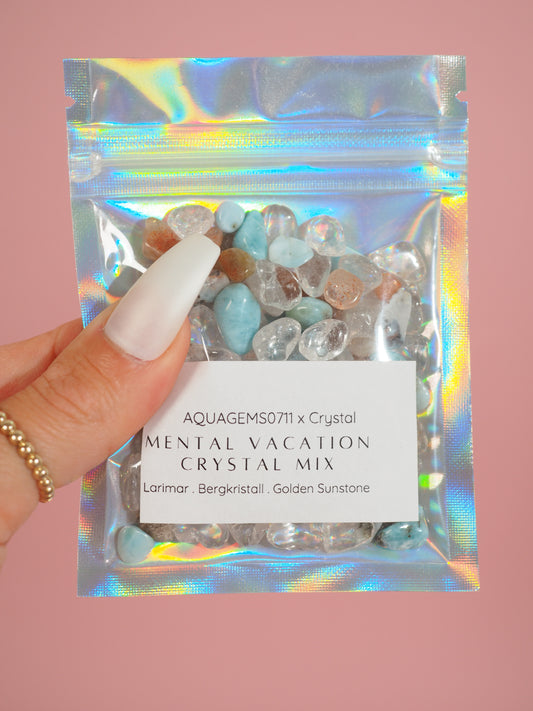 AQUAGEMS0711 x Crystal
MENTAL VACATION
CRYSTAL MIX
Larimar . Bergkristall . Golden Sunstone